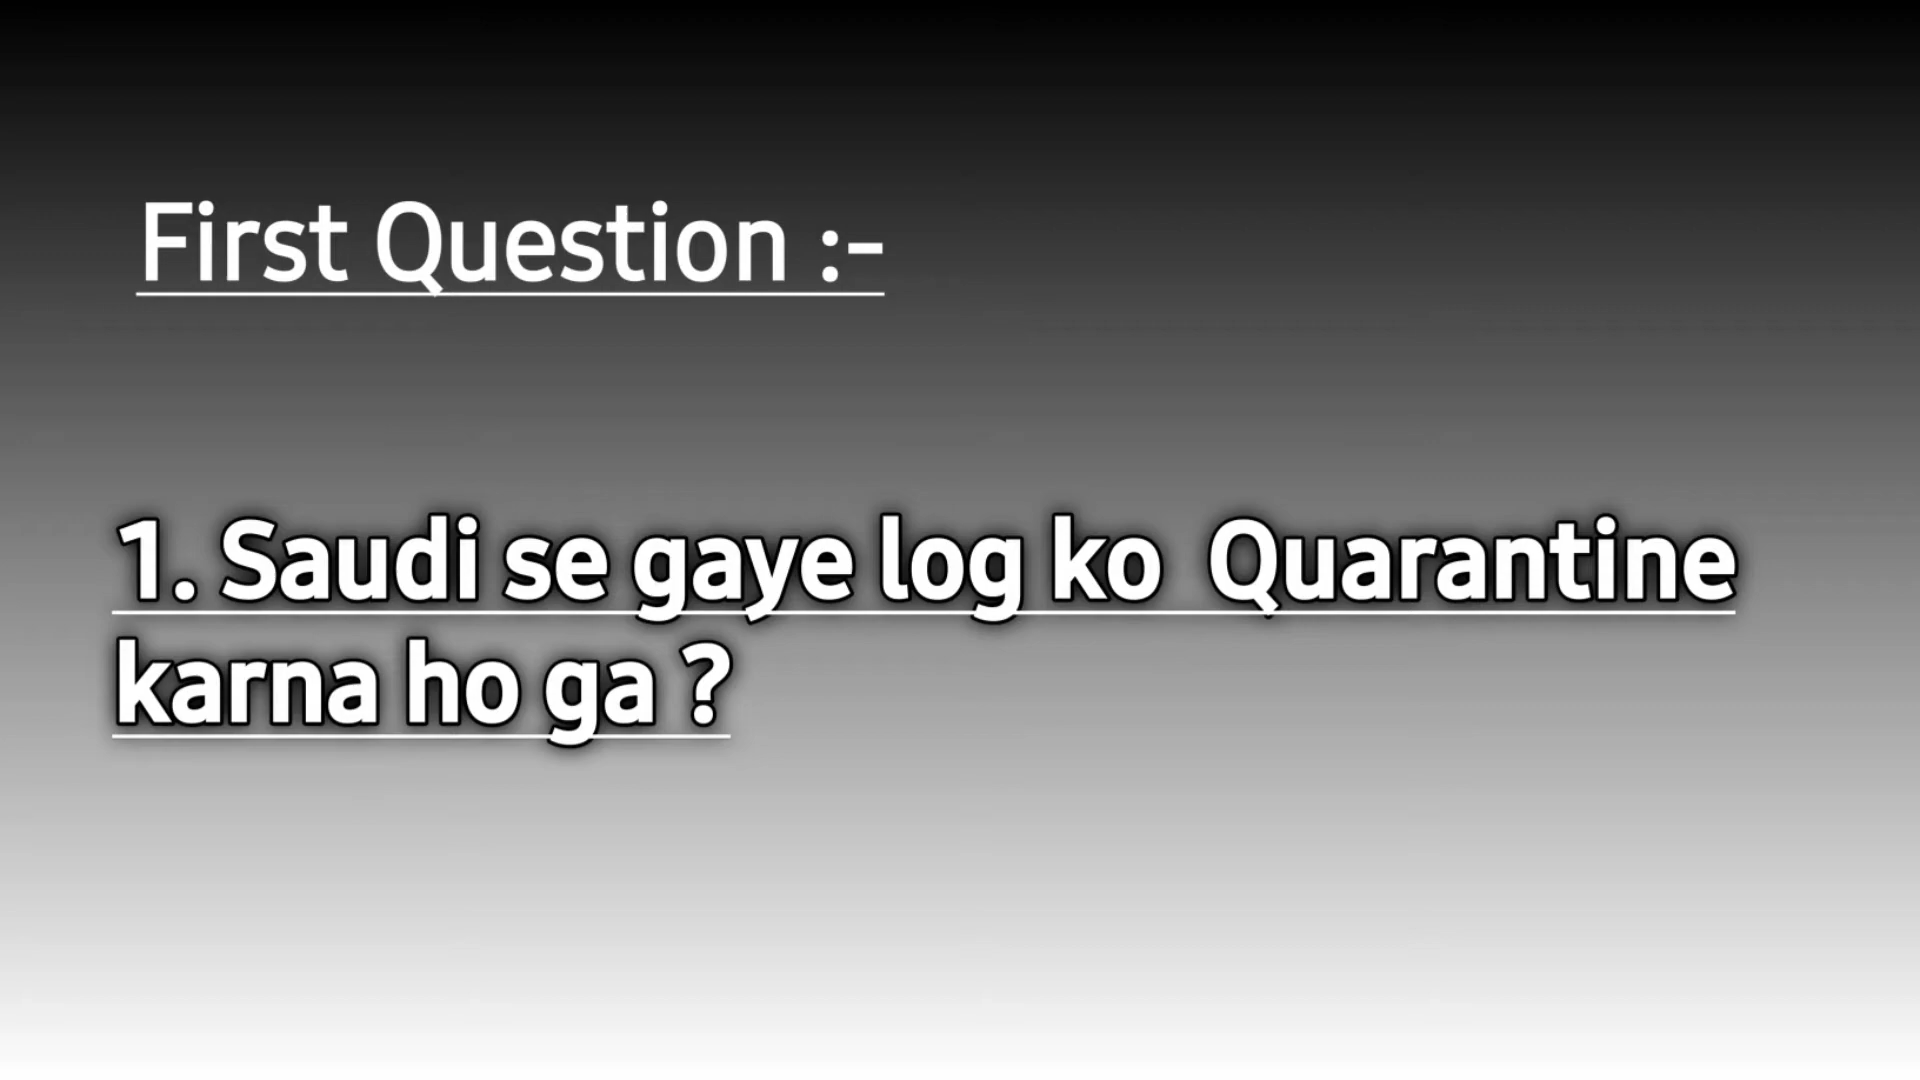 First Question :-
1. Saudi se gaye log ko Quarantine
karna ho ga ?